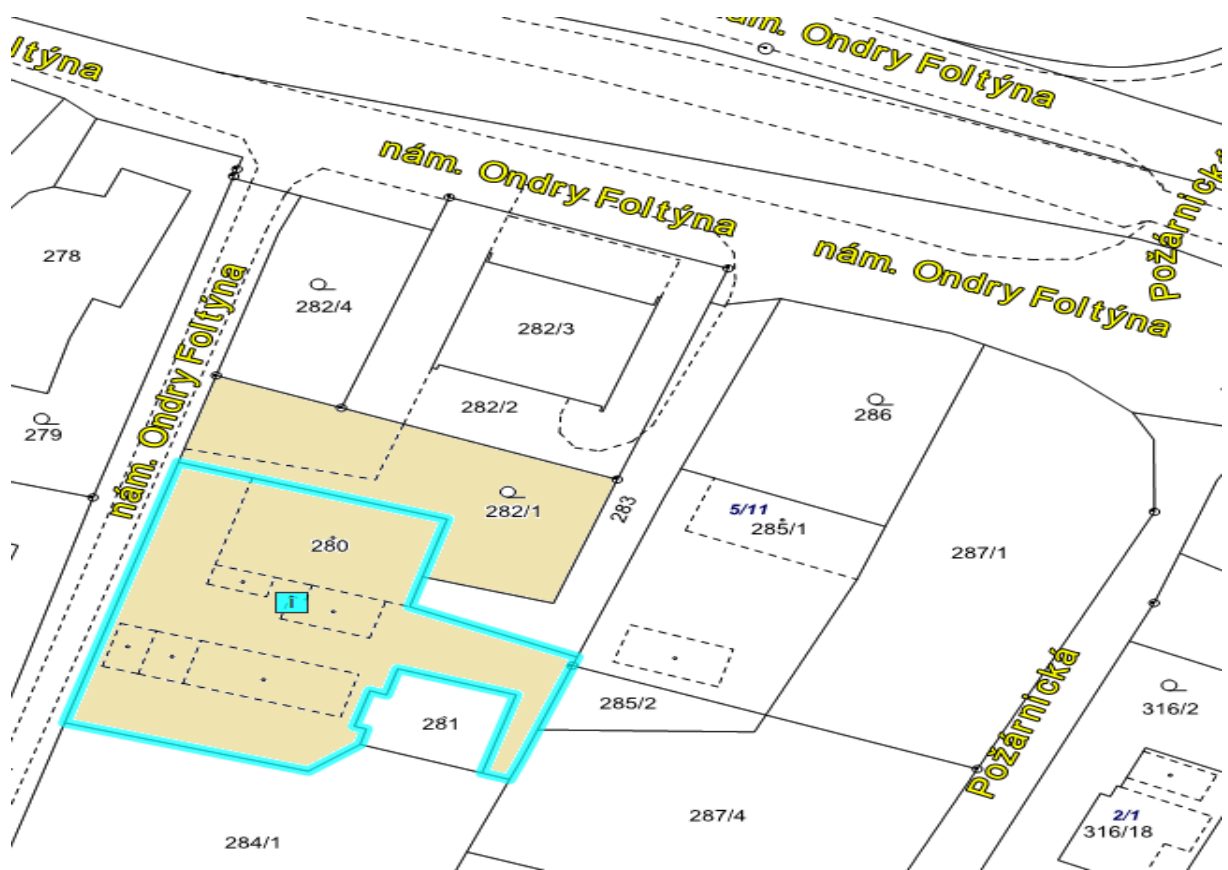 nám. Ondry Foltýna
nám. Ondry Foltýna
nám. Ondry Foltýna
Požárnická
278
282/4
282/3
279
282/2
286
282/1
283
5/11
285/1
280
287/1
i
281
285/2
316/2
Požárnická
nám. Ondry Foltýna
284/1
287/4
2/1
316/18